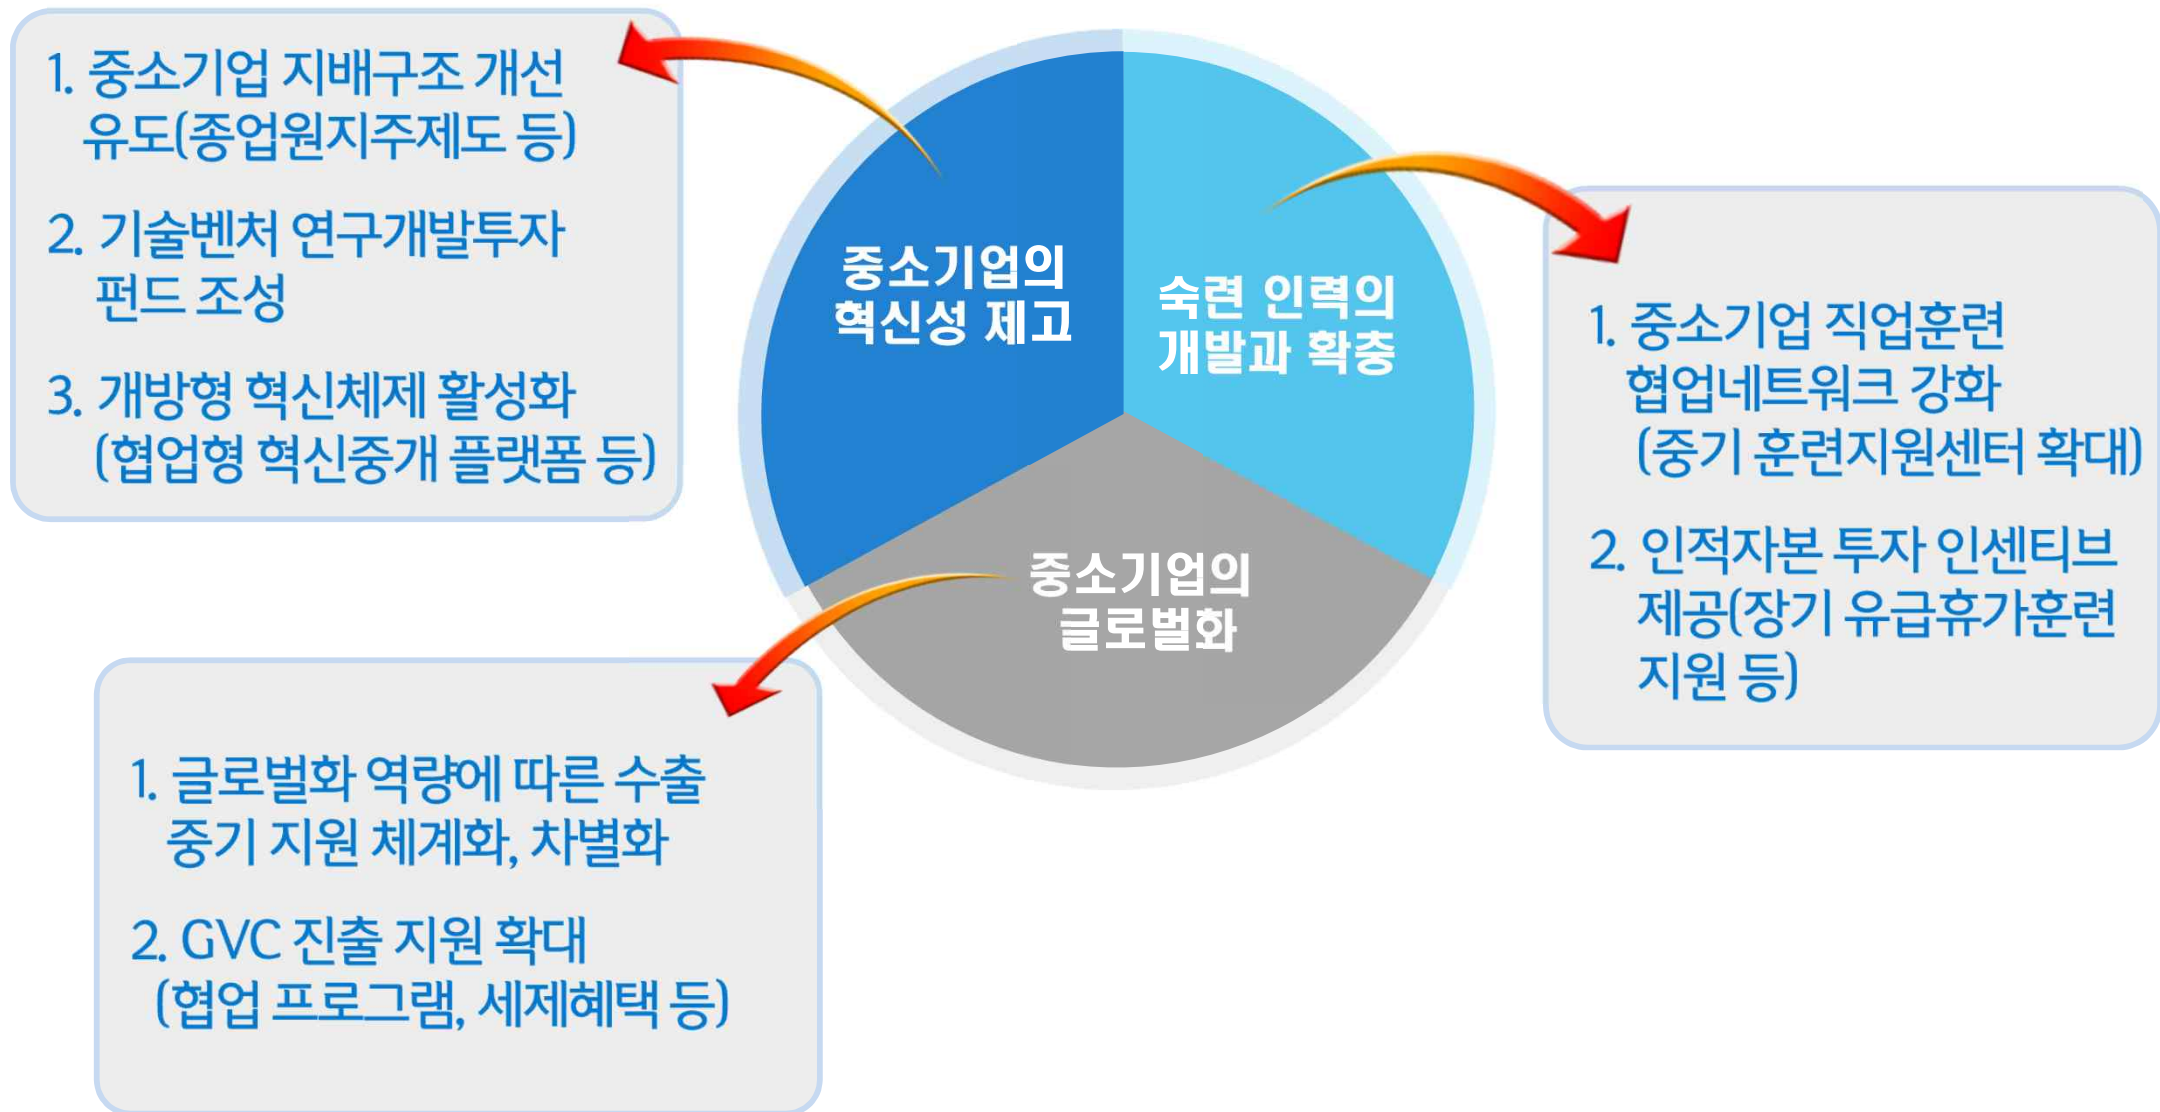 1. 중소기업 지배구조 개선
유도(종업원지주제도 등)
2. 기술벤처 연구개발투자
펀드 조성
3. 개방형 혁신체제 활성화
(협업형 혁신중개 플랫폼 등)
중소기업의
혁신성 제고
숙련 인력의
개발과 확충
중소기업의
글로벌화
1. 중소기업 직업훈련
협업네트워크 강화
(중기 훈련지원센터 확대)
2. 인적자본 투자 인센티브
제공(장기 유급휴가훈련
지원 등)
1. 글로벌화 역량에 따른 수출
중기 지원 체계화, 차별화
2. GVC 진출 지원 확대
(협업 프로그램, 세제혜택 등)